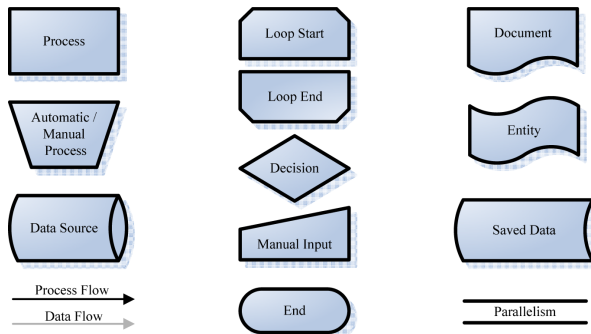 Process
Loop Start
Document
Loop End
Automatic /
Manual
Process
Entity
Decision
Data Source
Manual Input
Saved Data
Process Flow
Data Flow
End
Parallelism